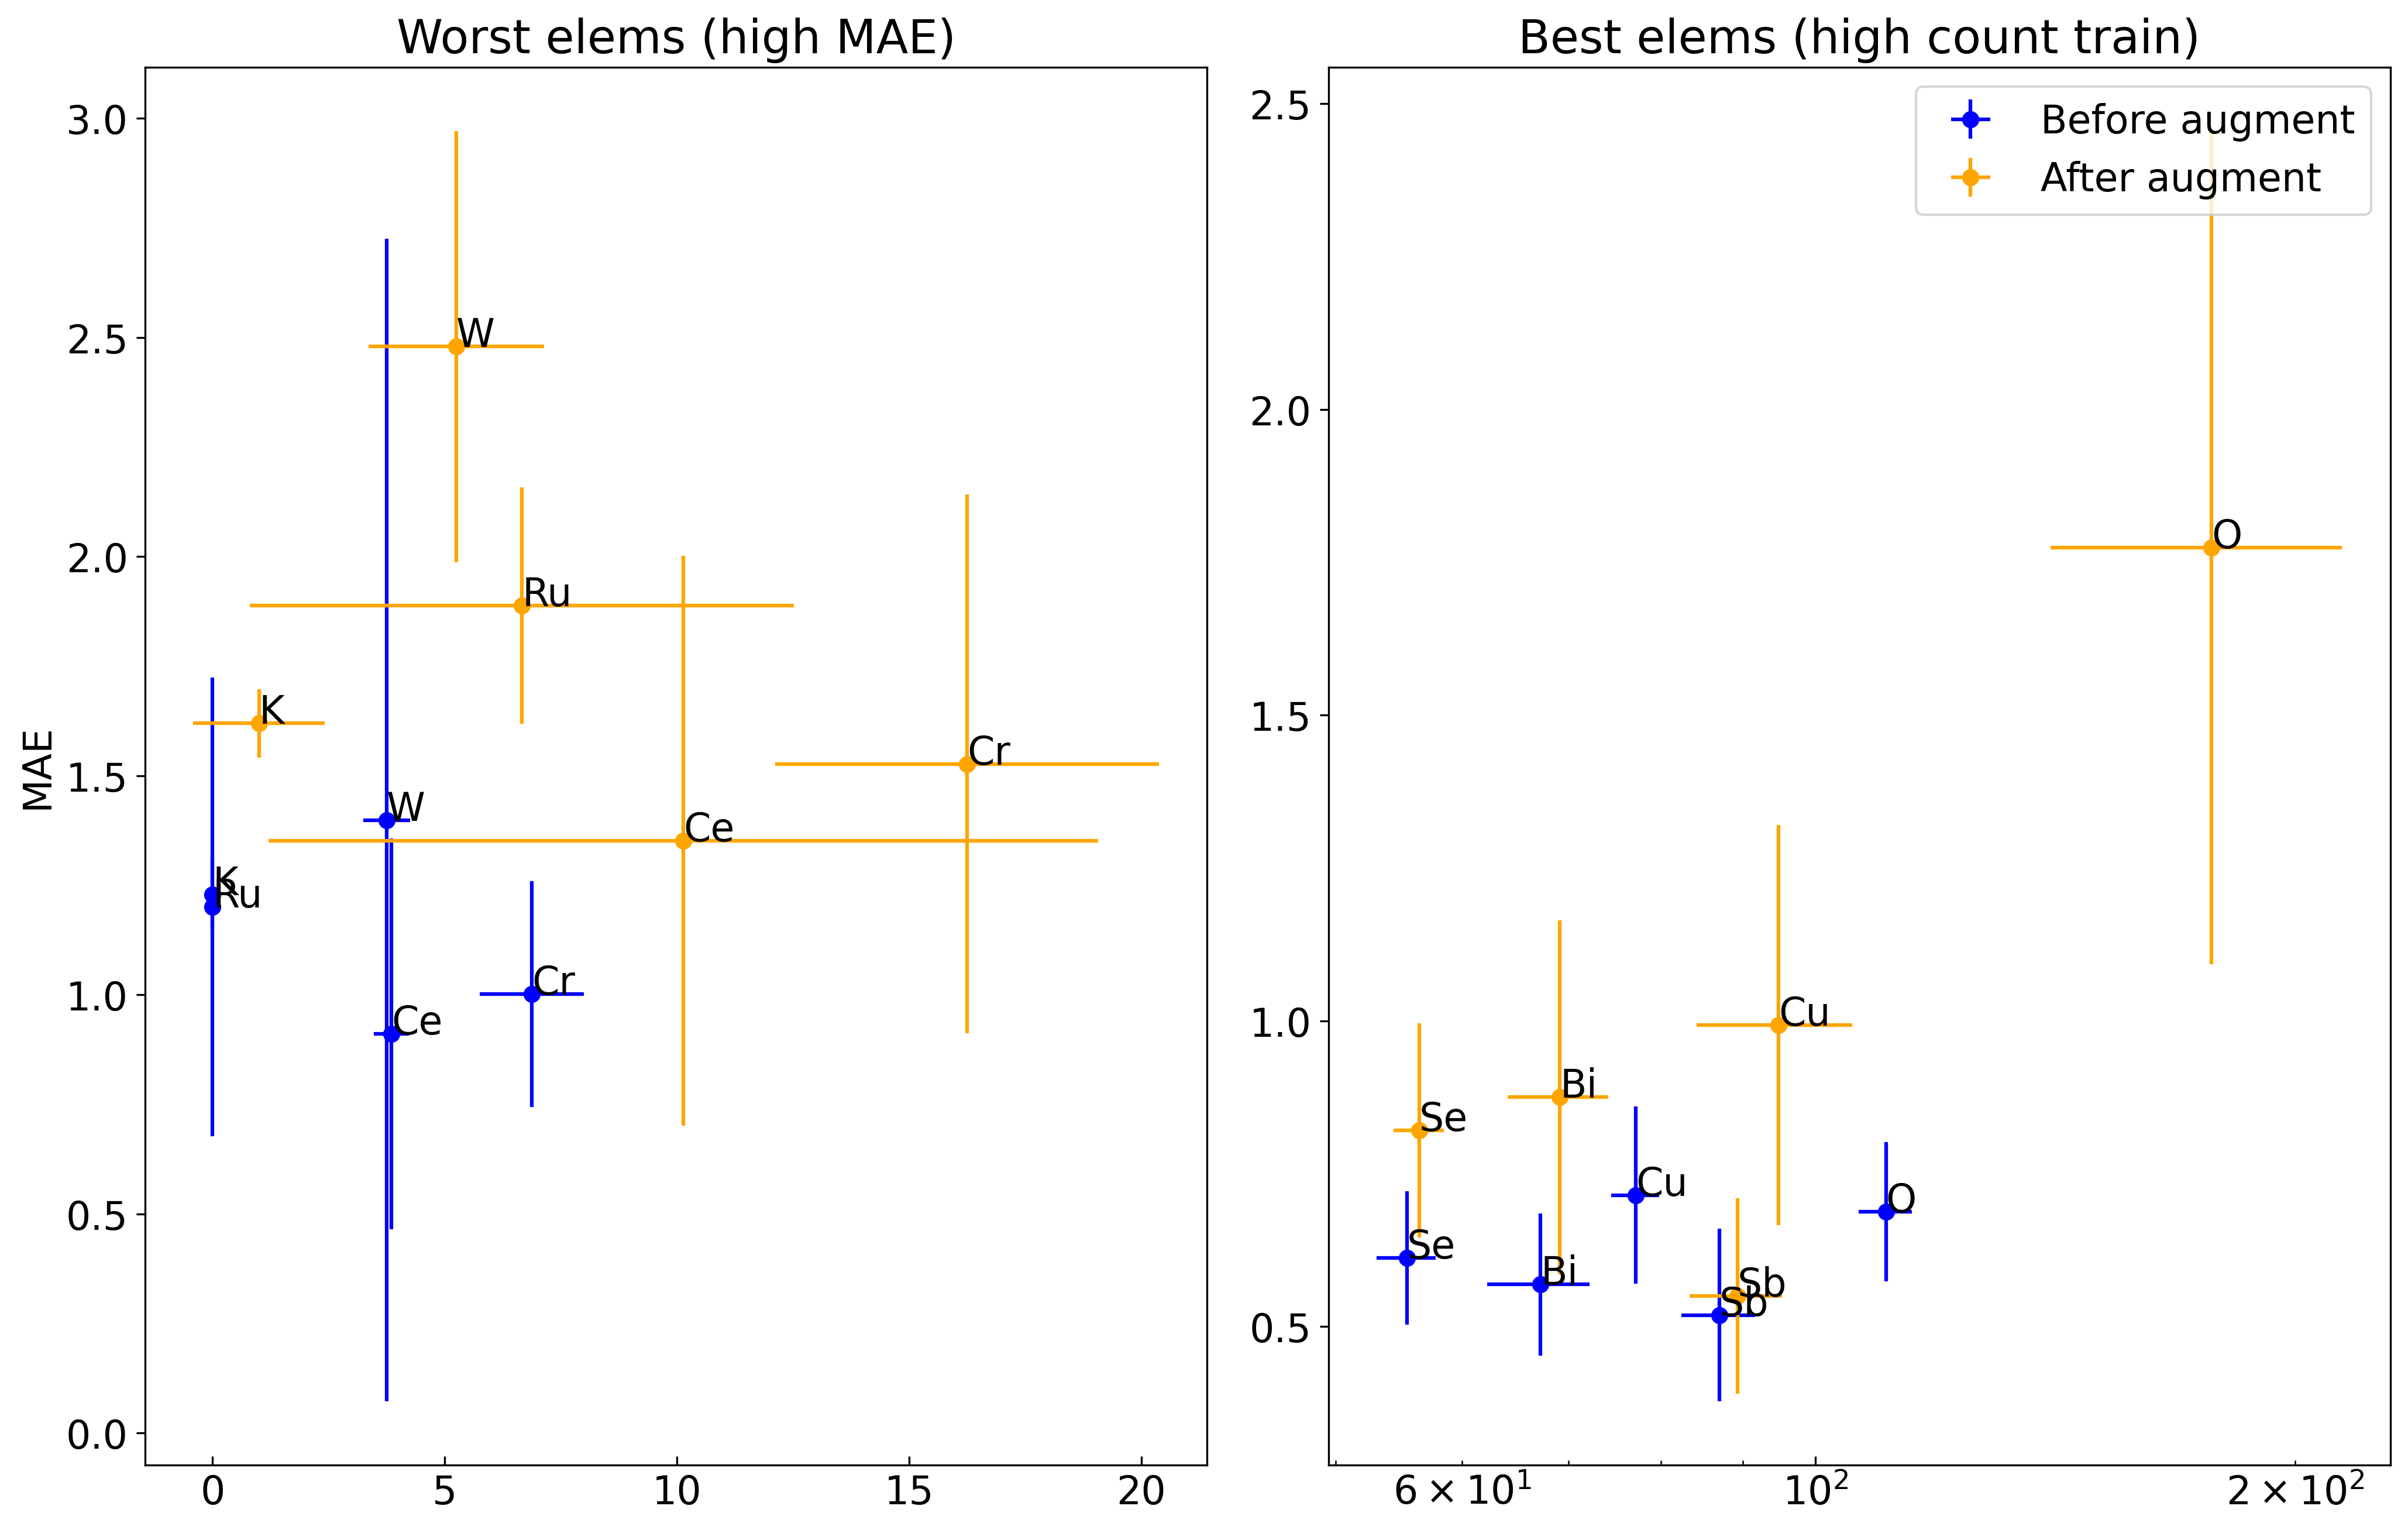 Worst elems (high MAE)
3.0
2.5
2.0
1.5
1.0
0.5
0.0
MAE
W
Ru
K
Cr
W
Ce
K
Ru
Cr
Ce
0
5
10
15
20
Best elems (high count train)
Before augment
After augment
2.5
2.0
1.5
1.0
0.5
O
Cu
Bi
Se
Cu
O
Se
Bi
Sb
Sb
6 × 10¹
10²
2 × 10²